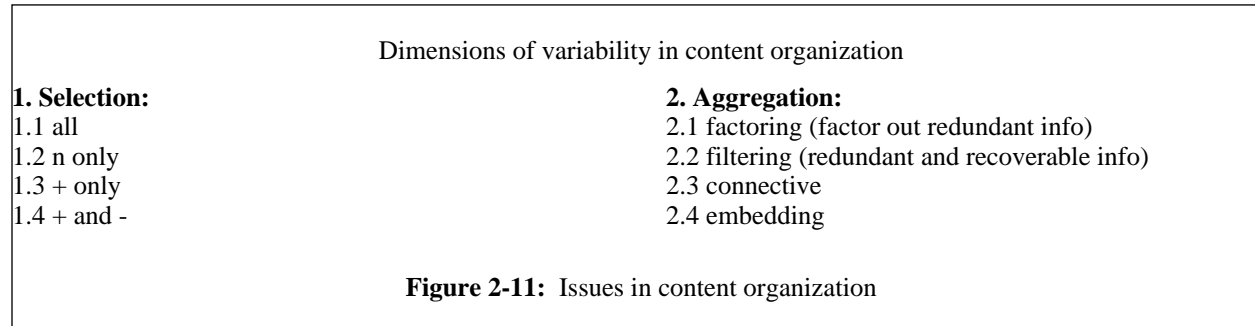 Dimensions of variability in content organization
1. Selection:
1.1 all
1.2 n only
1.3 + only
1.4 + and -
2. Aggregation:
2.1 factoring (factor out redundant info)
2.2 filtering (redundant and recoverable info)
2.3 connective
2.4 embedding
Figure 2-11: Issues in content organization